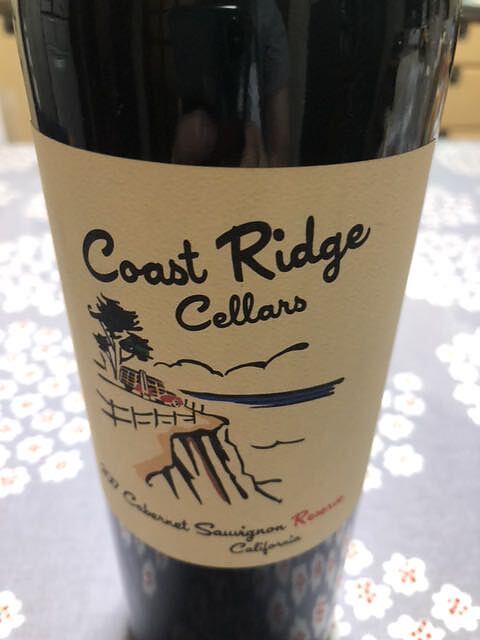 Coast Ridge
Cellars
Cabernet Sauvignon Reserve
California